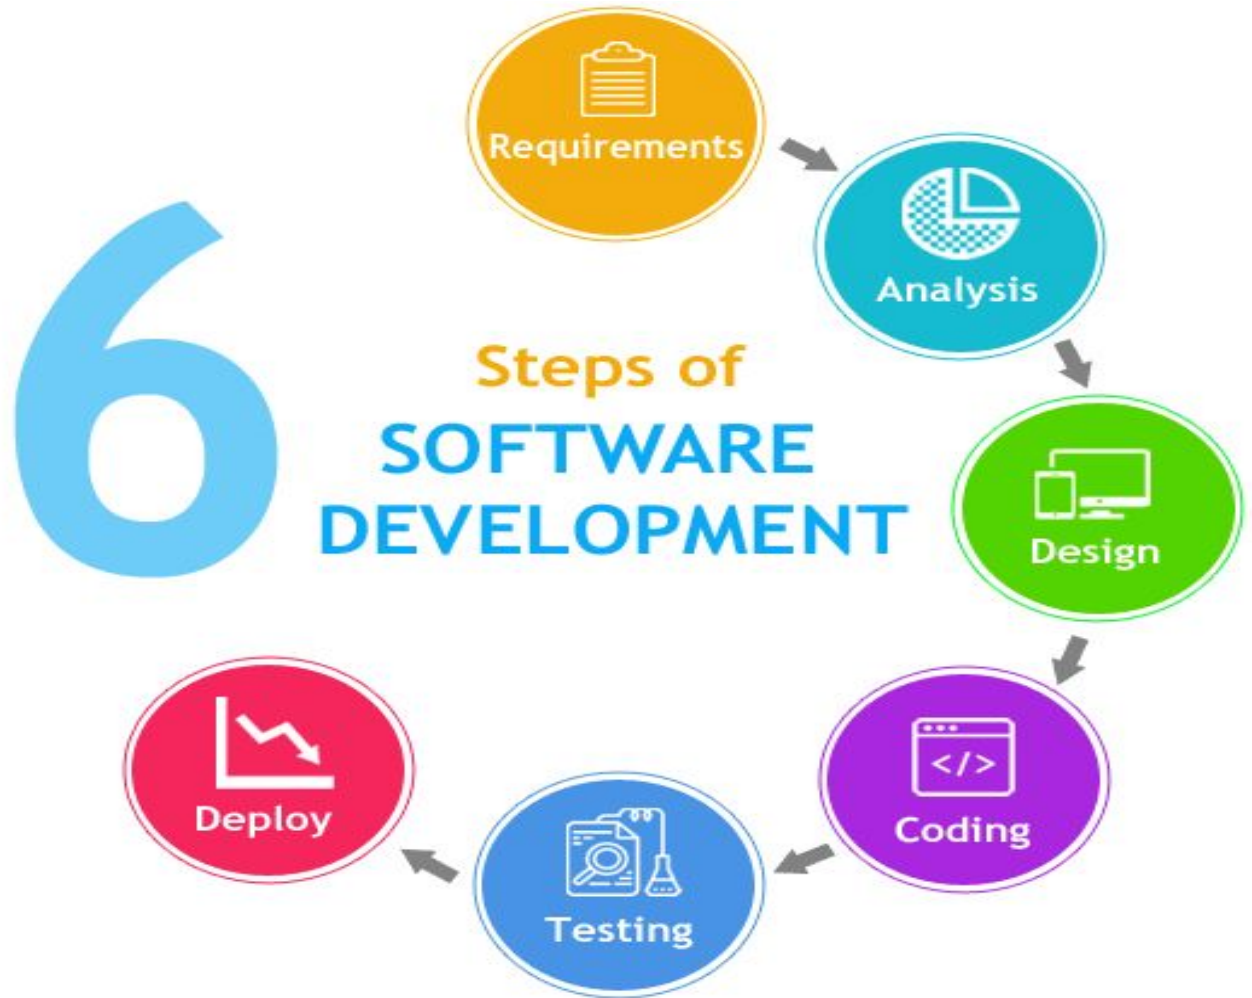 6
Steps of
SOFTWARE
DEVELOPMENT
Requirements
Analysis
Design
</>
Coding
Testing
Deploy